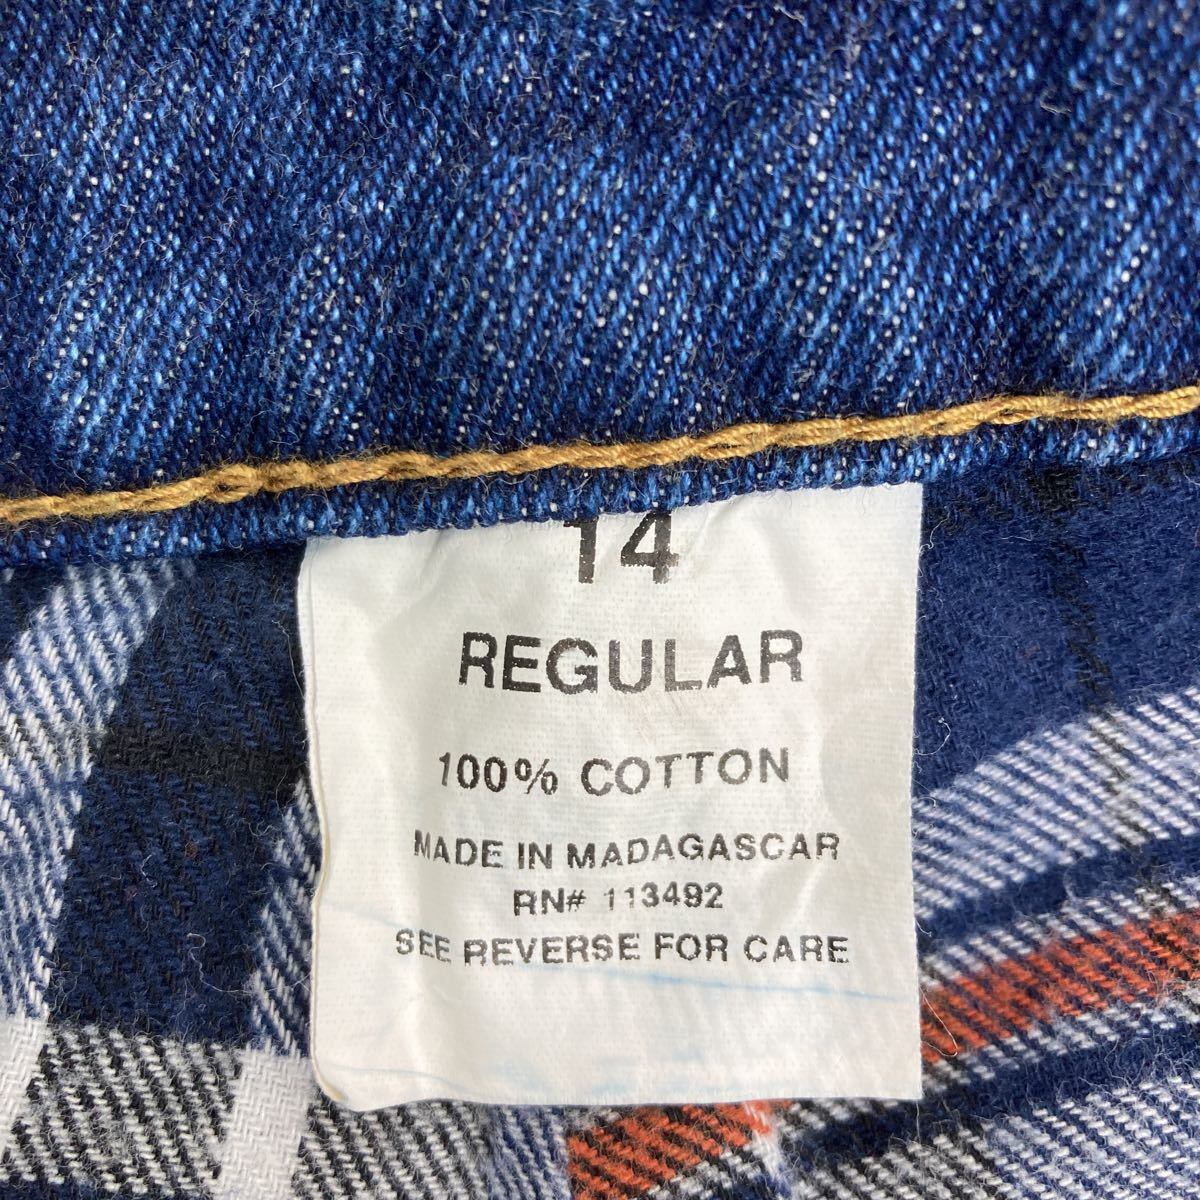 14
REGULAR
100% COTTON
MADE IN MADAGASCAR
RN# 113492
SEE REVERSE FOR CARE